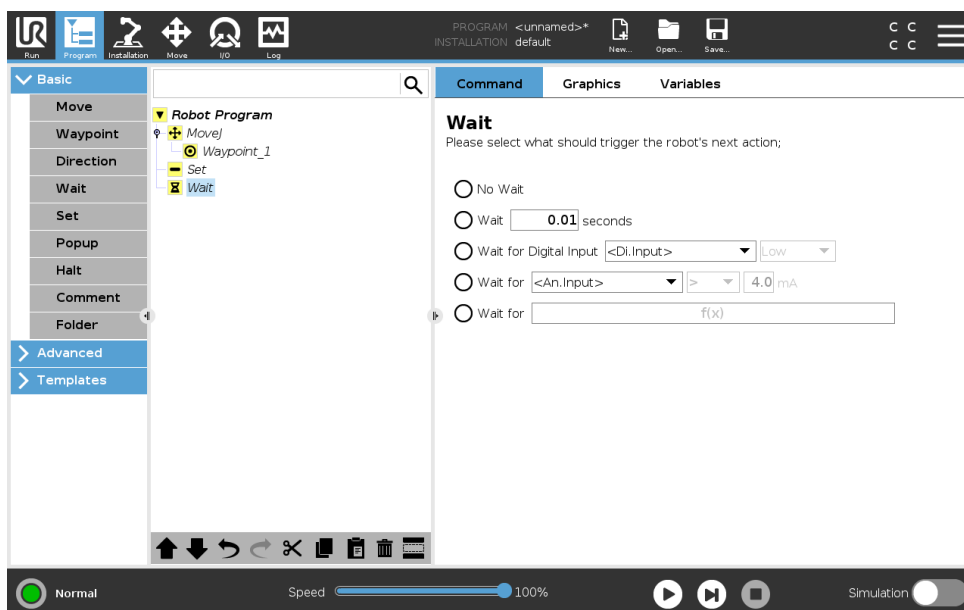 UR
PROGRAM <unnamed>*
INSTALLATION default
C C
C C
Run Program Installation Move I/O Log New... Open... Save...
Basic
Move
Waypoint
Direction
Wait
Set
Popup
Halt
Comment
Folder
Advanced
Templates
Robot Program
MoveJ
Waypoint_1
Set
Wait
Command Graphics Variables
Wait
Please select what should trigger the robot's next action;
No Wait
Wait 0.01 seconds
Wait for Digital Input <Di.Input> Low
Wait for <An.Input> > 4.0 mA
Wait for f(x)
Normal Speed 100% Simulation